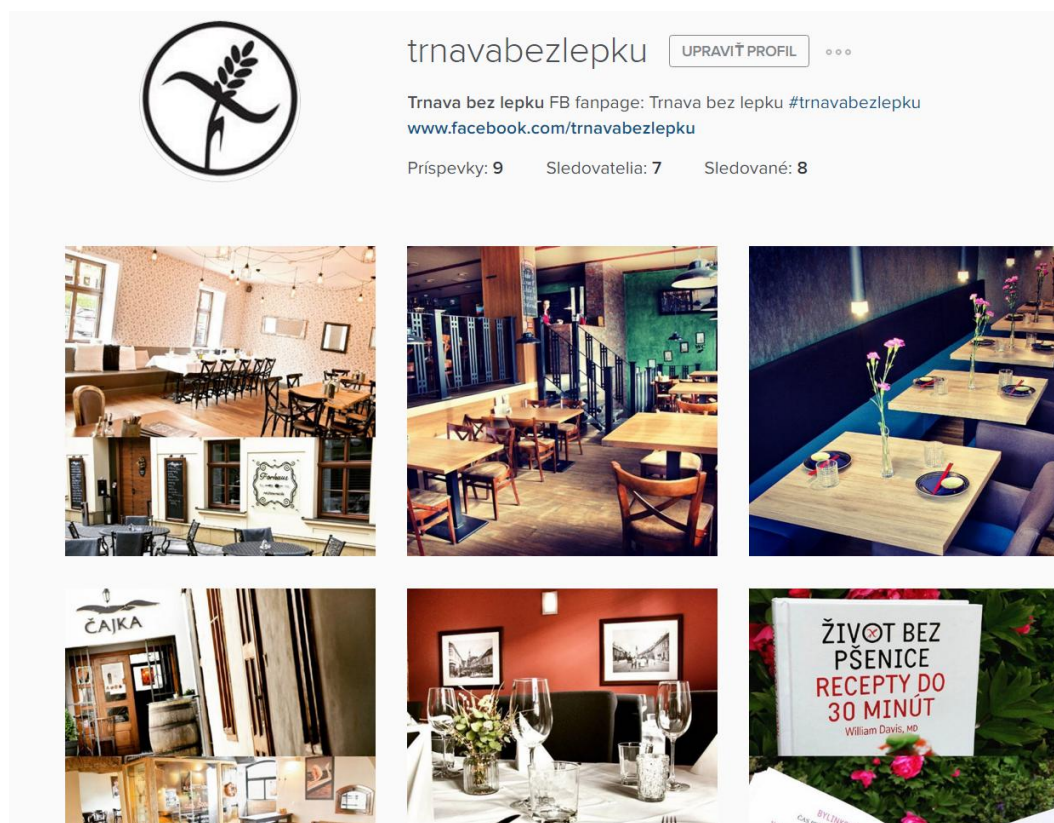 trnavabezlepku UPRAVIŤ PROFIL
Trnava bez lepku FB fanpage: Trnava bez lepku #trnavabezlepku
www.facebook.com/trnavabezlepku
Príspevky: 9 Sledovatelia: 7 Sledované: 8
Forhaus
ČAJKA
ŽIVOT BEZ
PŠENICE
RECEPTY DO
30 MINÚT
William Davis, MD